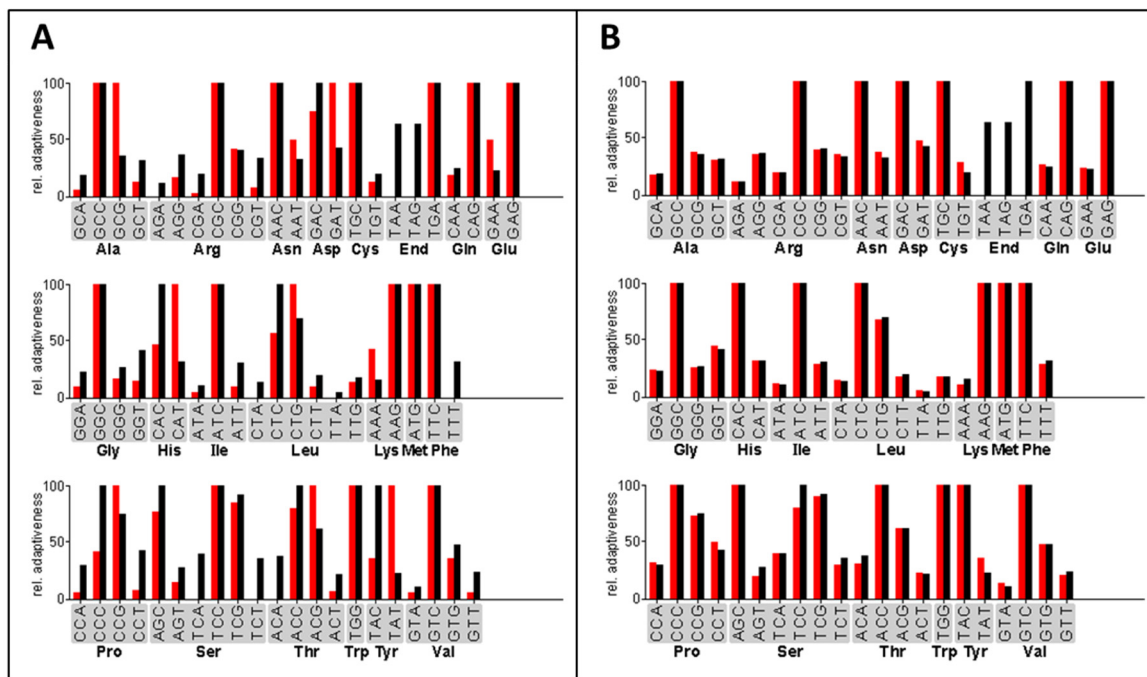 A
rel. adaptiveness
100
50
0
GCA GCC GCG GCT AGA AGG CGA CGC CGG CGT AAC AAT GAC GAT TGC TGT TAA TAG TGA CAA CAG GAA GAG
Ala Arg Asn Asp Cys End Gln Glu
rel. adaptiveness
100
50
0
GGA GGC GGG GGT CAC CAT ATA ATC ATT CTA CTC CTG CTT TTA TTG AAA AAG ATG TTC TTT
Gly His Ile Leu Lys Met Phe
rel. adaptiveness
100
50
0
CCA CCC CCG CCT AGC AGT TCA TCC TCG TCT ACA ACC ACG ACT TGG TAC TAT GTA GTC GTG GTT
Pro Ser Thr Trp Tyr Val
B
rel. adaptiveness
100
50
0
GCA GCC GCG GCT AGA AGG CGA CGC CGG CGT AAC AAT GAC GAT TGC TGT TAA TAG TGA CAA CAG GAA GAG
Ala Arg Asn Asp Cys End Gln Glu
rel. adaptiveness
100
50
0
GGA GGC GGG GGT CAC CAT ATA ATC ATT CTA CTC CTG CTT TTA TTG AAA AAG ATG TTC TTT
Gly His Ile Leu Lys Met Phe
rel. adaptiveness
100
50
0
CCA CCC CCG CCT AGC AGT TCA TCC TCG TCT ACA ACC ACG ACT TGG TAC TAT GTA GTC GTG GTT
Pro Ser Thr Trp Tyr Val